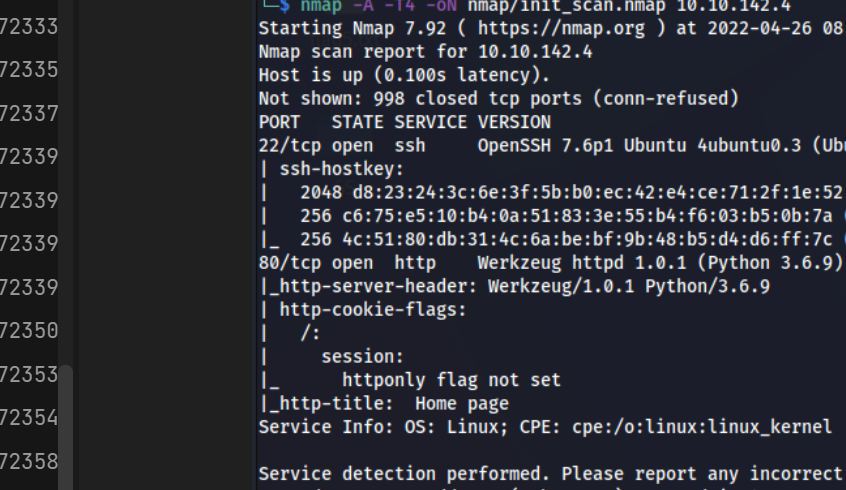 72333
72335
72337
72339
72339
72339
72339
72350
72353
72354
72358
└─$ nmap -A -T4 -oN nmap/init_scan.nmap 10.10.142.4
Starting Nmap 7.92 ( https://nmap.org ) at 2022-04-26 08
Nmap scan report for 10.10.142.4
Host is up (0.100s latency).
Not shown: 998 closed tcp ports (conn-refused)
PORT   STATE SERVICE VERSION
22/tcp open  ssh     OpenSSH 7.6p1 Ubuntu 4ubuntu0.3 (Ubu
| ssh-hostkey:
|   2048 d8:23:24:3c:6e:3f:5b:b0:ec:42:e4:ce:71:2f:1e:52
|   256 c6:75:e5:10:b4:0a:51:83:3e:55:b4:f6:03:b5:0b:7a (
|_  256 4c:51:80:db:31:4c:6a:be:bf:9b:48:b5:d4:d6:ff:7c (
80/tcp open  http    Werkzeug httpd 1.0.1 (Python 3.6.9)
|_http-server-header: Werkzeug/1.0.1 Python/3.6.9
| http-cookie-flags:
|   /:
|     session:
|_      httponly flag not set
|_http-title:  Home page
Service Info: OS: Linux; CPE: cpe:/o:linux:linux_kernel
Service detection performed. Please report any incorrect